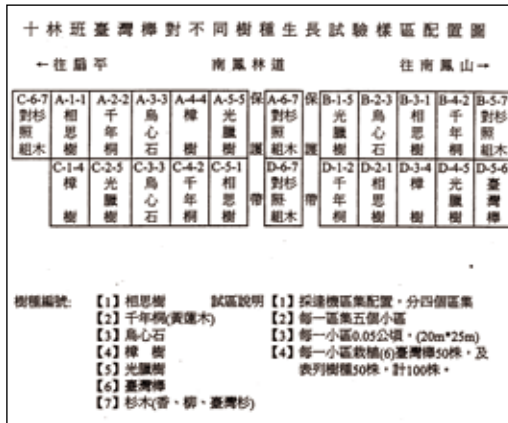 十林班臺灣櫸對不同樹種生長試驗樣區配置圖
←往扇平 南鳳林道 往南鳳山→
C-6-7 A-1-1 A-2-2 A-3-3 A-4-4 A-5-5 保 A-6-7 保 B-1-5 B-2-3 B-3-1 B-4-2 B-5-7
對杉 相 千 烏 樟 光 對杉 光 烏 相 千 對杉
照 思 年 心 臘 照 臘 心 思 年 照
組木 樹 桐 石 樹 樹 護 組木 護 樹 石 樹 桐 組木
C-1-4 C-2-5 C-3-3 C-4-2 C-5-1 D-6-7 D-1-2 D-2-1 D-3-4 D-4-5 D-5-6
樟 光 烏 千 相 對杉 千 相 樟 光 臺
臘 心 年 思 帶 照 帶 年 思 臘 灣
樹 樹 石 桐 樹 組木 桐 樹 樹 樹 櫸
樹種編號: 【1】相思樹 試區說明【1】採逢機區集配置,分四個區集
【2】千年桐(黃蓮木) 【2】每一區集五個小區
【3】烏心石 【3】每一小區0.05公頃,(20m*25m)
【4】樟 樹 【4】每一小區栽植(6)臺灣櫸50株,及
【5】光臘樹 表列樹種50株,計100株。
【6】臺灣櫸
【7】杉木(香、柳、臺灣杉)